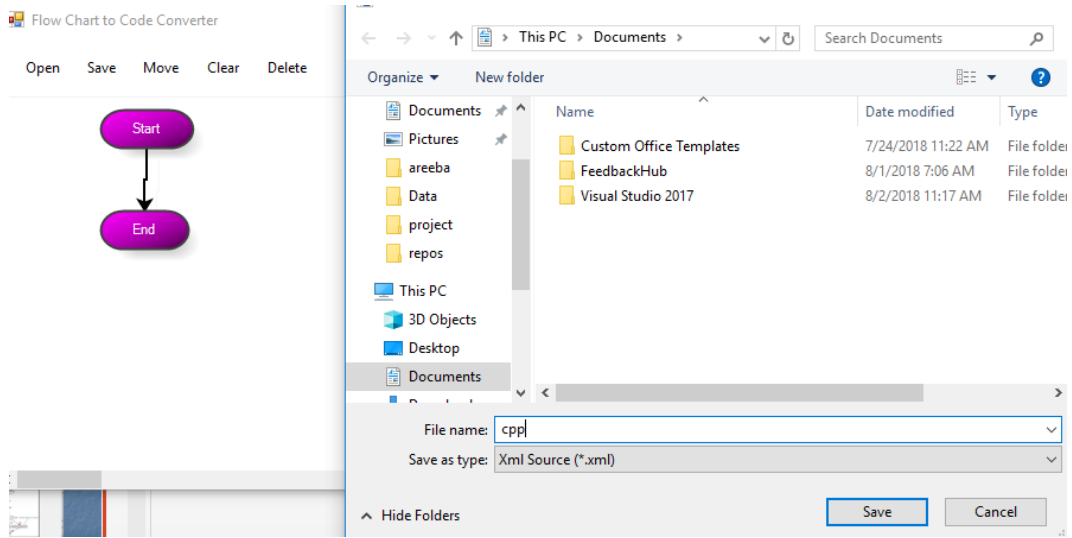 Flow Chart to Code Converter
Open Save Move Clear Delete
Start
End
This PC > Documents >
Search Documents
Organize New folder
Documents
Pictures
areeba
Data
project
repos
This PC
3D Objects
Desktop
Documents
Name Date modified Type
Custom Office Templates 7/24/2018 11:22 AM File folder
FeedbackHub 8/1/2018 7:06 AM File folder
Visual Studio 2017 8/2/2018 11:17 AM File folder
File name: cpp
Save as type: Xml Source (*.xml)
Hide Folders
Save Cancel